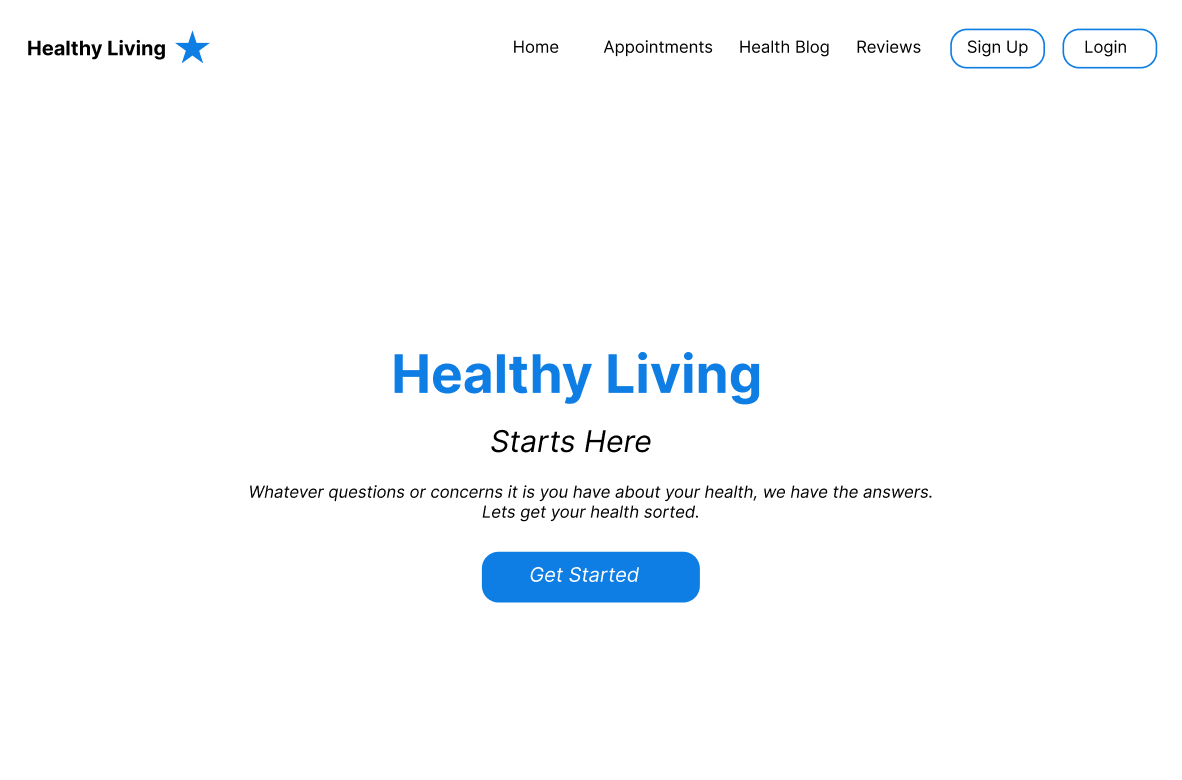 Healthy Living
Home Appointments Health Blog Reviews Sign Up Login
Healthy Living
Starts Here
Whatever questions or concerns it is you have about your health, we have the answers.
Lets get your health sorted.
Get Started